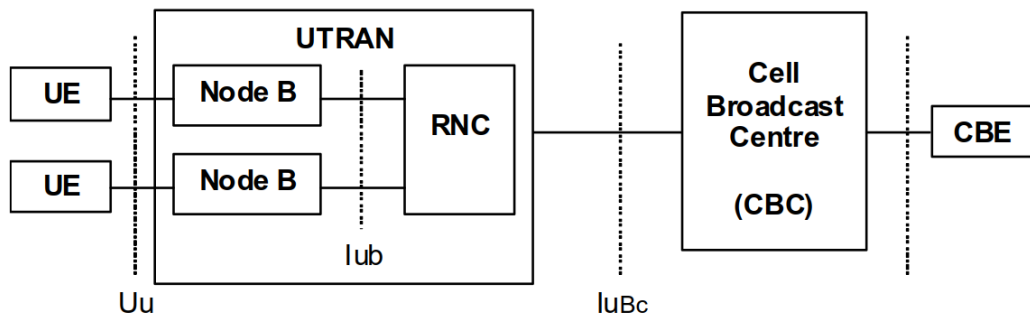 UTRAN
UE
Node B
RNC
UE
Node B
Iub
Uu
IuBc
Cell
Broadcast
Centre
(CBC)
CBE